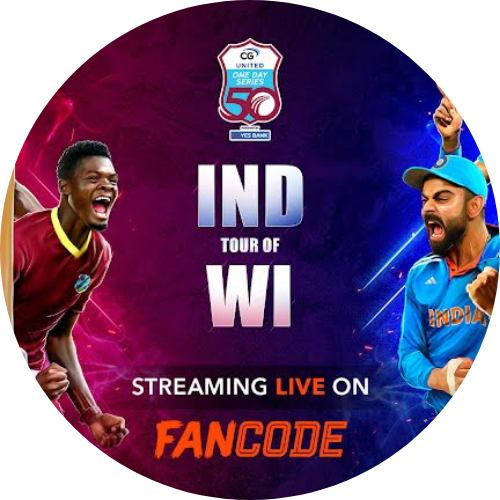 CG
UNITED
ONE DAY
SERIES
50
YES BANK
IND
TOUR OF
WI
STREAMING LIVE ON
FANCODE
INDIA